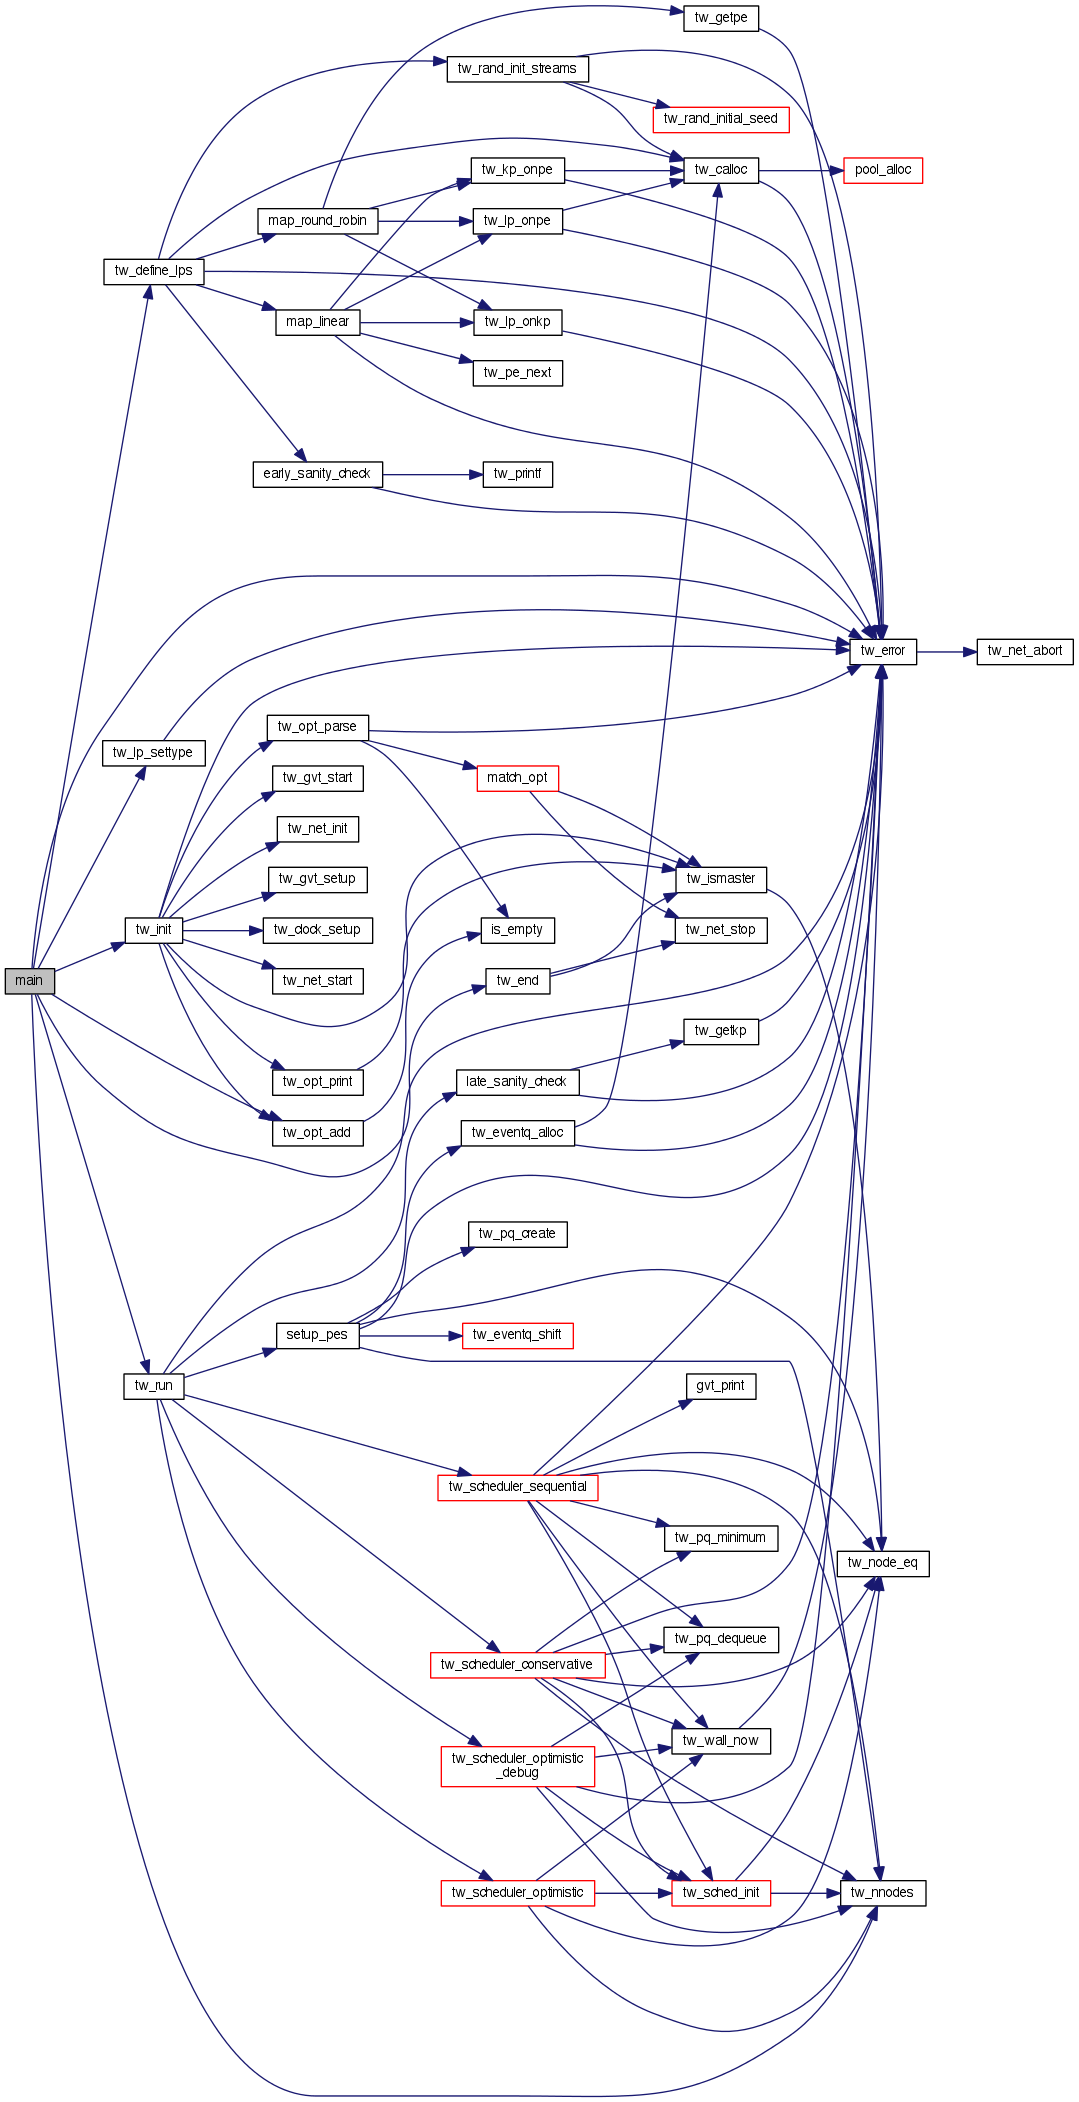 tw_getpe
tw_rand_init_streams
tw_rand_initial_seed
tw_kp_onpe
tw_calloc
pool_alloc
map_round_robin
tw_lp_onpe
tw_define_lps
map_linear
tw_lp_onkp
tw_pe_next
early_sanity_check
tw_printf
tw_error
tw_net_abort
tw_opt_parse
tw_lp_settype
tw_gvt_start
match_opt
tw_net_init
tw_gvt_setup
tw_ismaster
tw_init
tw_clock_setup
is_empty
tw_net_stop
main
tw_net_start
tw_end
tw_getkp
tw_opt_print
late_sanity_check
tw_opt_add
tw_eventq_alloc
tw_pq_create
setup_pes
tw_eventq_shift
tw_run
gvt_print
tw_scheduler_sequential
tw_pq_minimum
tw_node_eq
tw_pq_dequeue
tw_scheduler_conservative
tw_wall_now
tw_scheduler_optimistic
_debug
tw_scheduler_optimistic
tw_sched_init
tw_nnodes